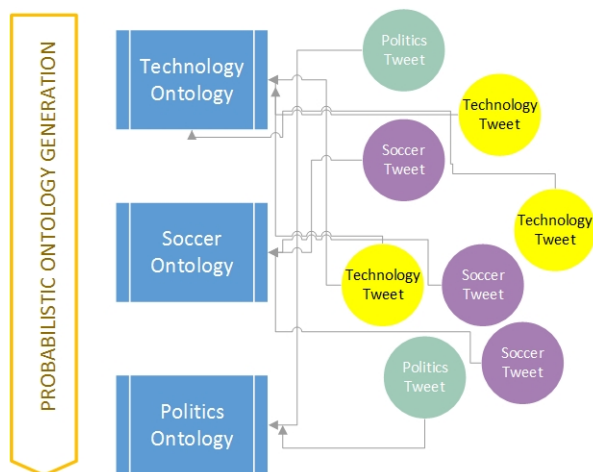 PROBABILISTIC ONTOLOGY GENERATION
Technology
Ontology
Soccer
Ontology
Politics
Ontology
Politics
Tweet
Technology
Tweet
Soccer
Tweet
Technology
Tweet
Technology
Tweet
Soccer
Tweet
Soccer
Tweet
Politics
Tweet